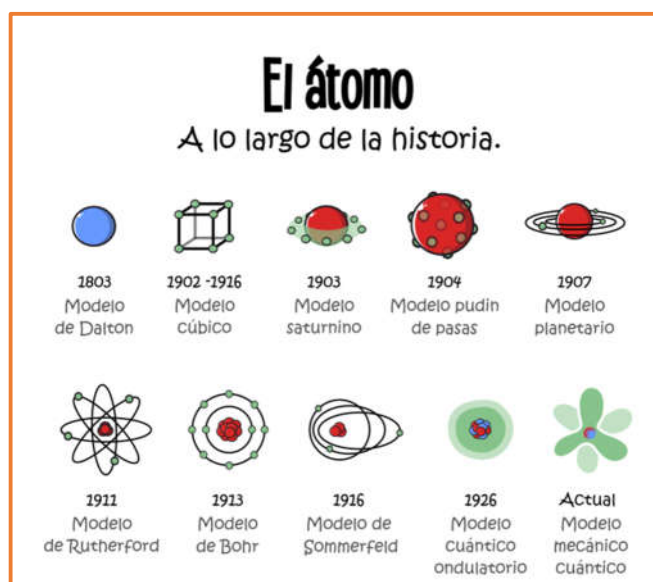 El átomo
A lo largo de la historia.
1803
Modelo
de Dalton
1902 -1916
Modelo
cúbico
1903
Modelo
saturnino
1904
Modelo pudin
de pasas
1907
Modelo
planetario
1911
Modelo
de Rutherford
1913
Modelo
de Bohr
1916
Modelo de
Sommerfeld
1926
Modelo
cuántico
ondulatorio
Actual
Modelo
mecánico
cuántico